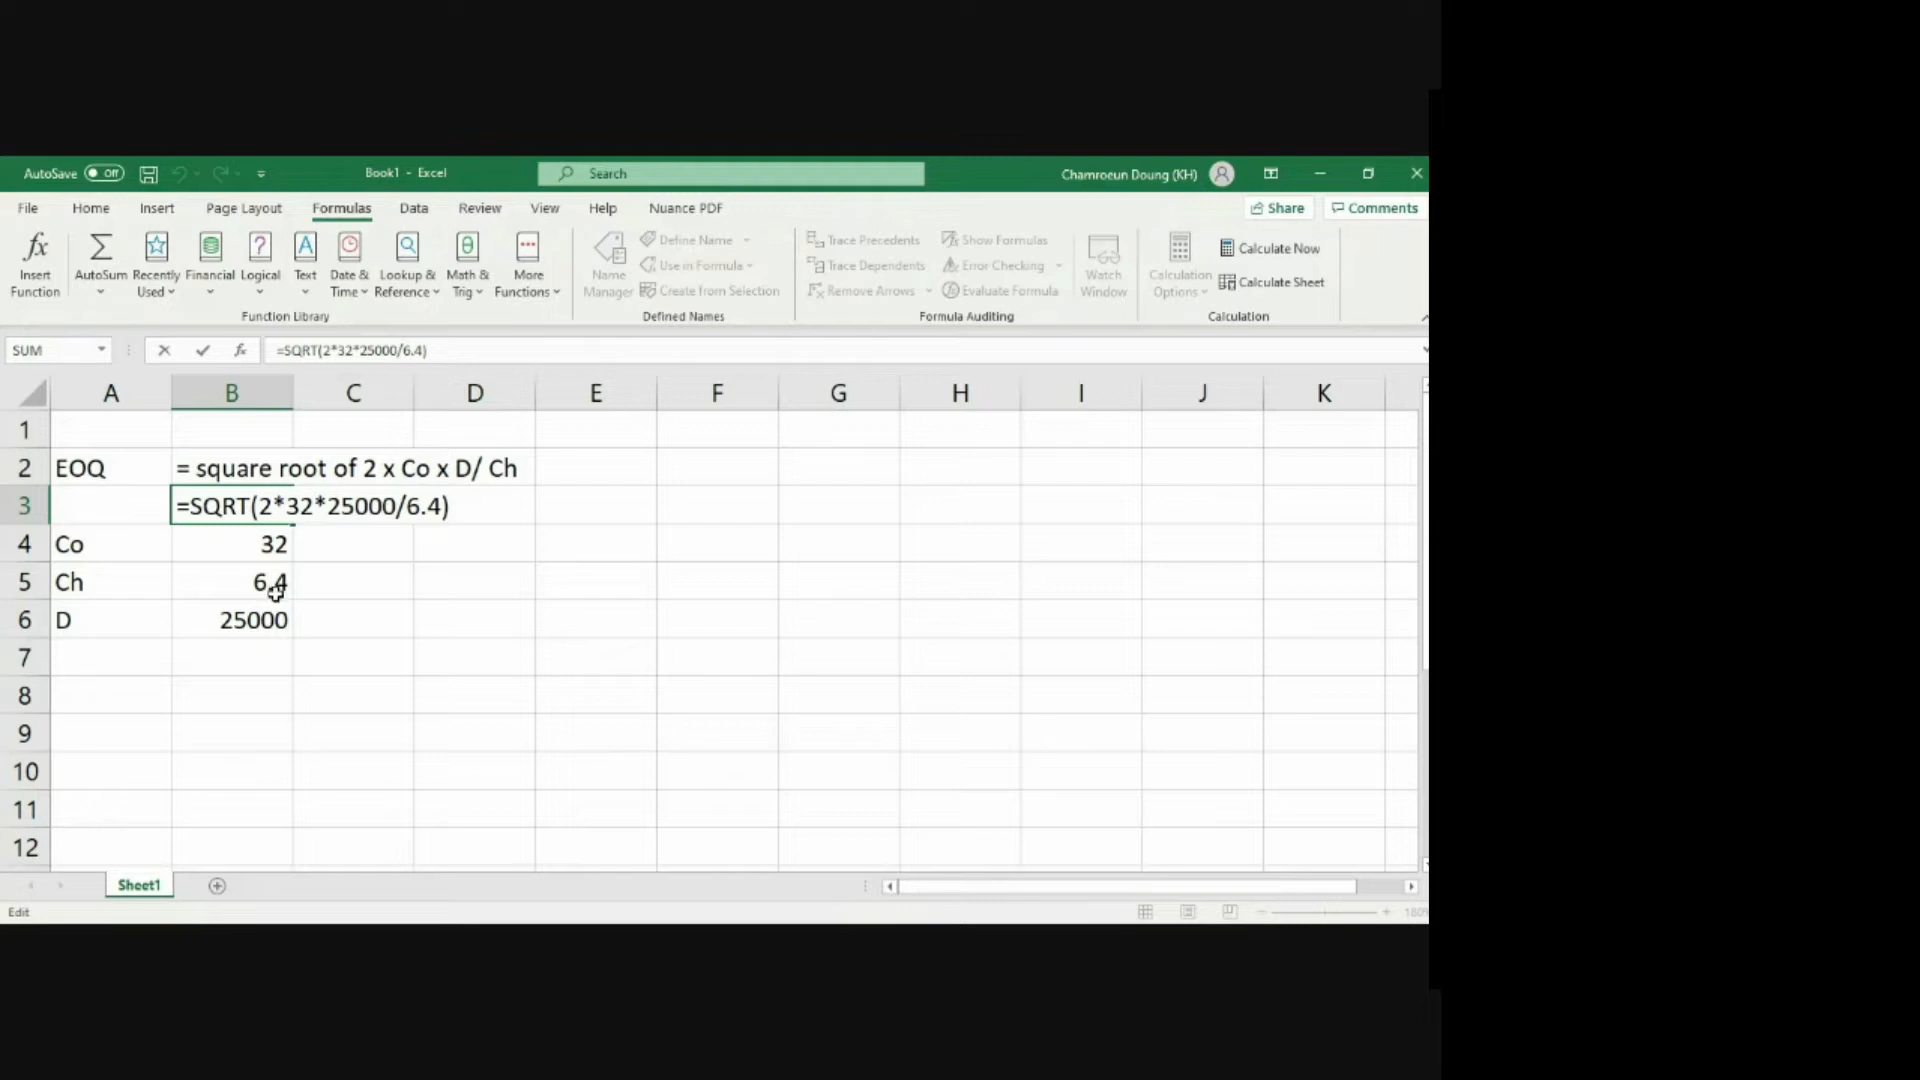 AutoSave Off Book1 - Excel Search Chamroeun Doung (KH)
File Home Insert Page Layout Formulas Data Review View Help Nuance PDF Share Comments
fx
Insert Function
AutoSum
Recently Used
Financial
Logical
Text
Date & Time
Lookup & Reference
Math & Trig
More Functions
Function Library
Name Manager
Define Name
Use in Formula
Create from Selection
Defined Names
Trace Precedents
Trace Dependents
Remove Arrows
Show Formulas
Error Checking
Evaluate Formula
Watch Window
Formula Auditing
Calculation Options
Calculate Now
Calculate Sheet
Calculation
SUM fx =SQRT(2*32*25000/6.4)
A B C D E F G H I J K
1
2 EOQ = square root of 2 x Co x D/ Ch
3 =SQRT(2*32*25000/6.4)
4 Co 32
5 Ch 6.4
6 D 25000
7
8
9
10
11
12
Sheet1
Edit 180%